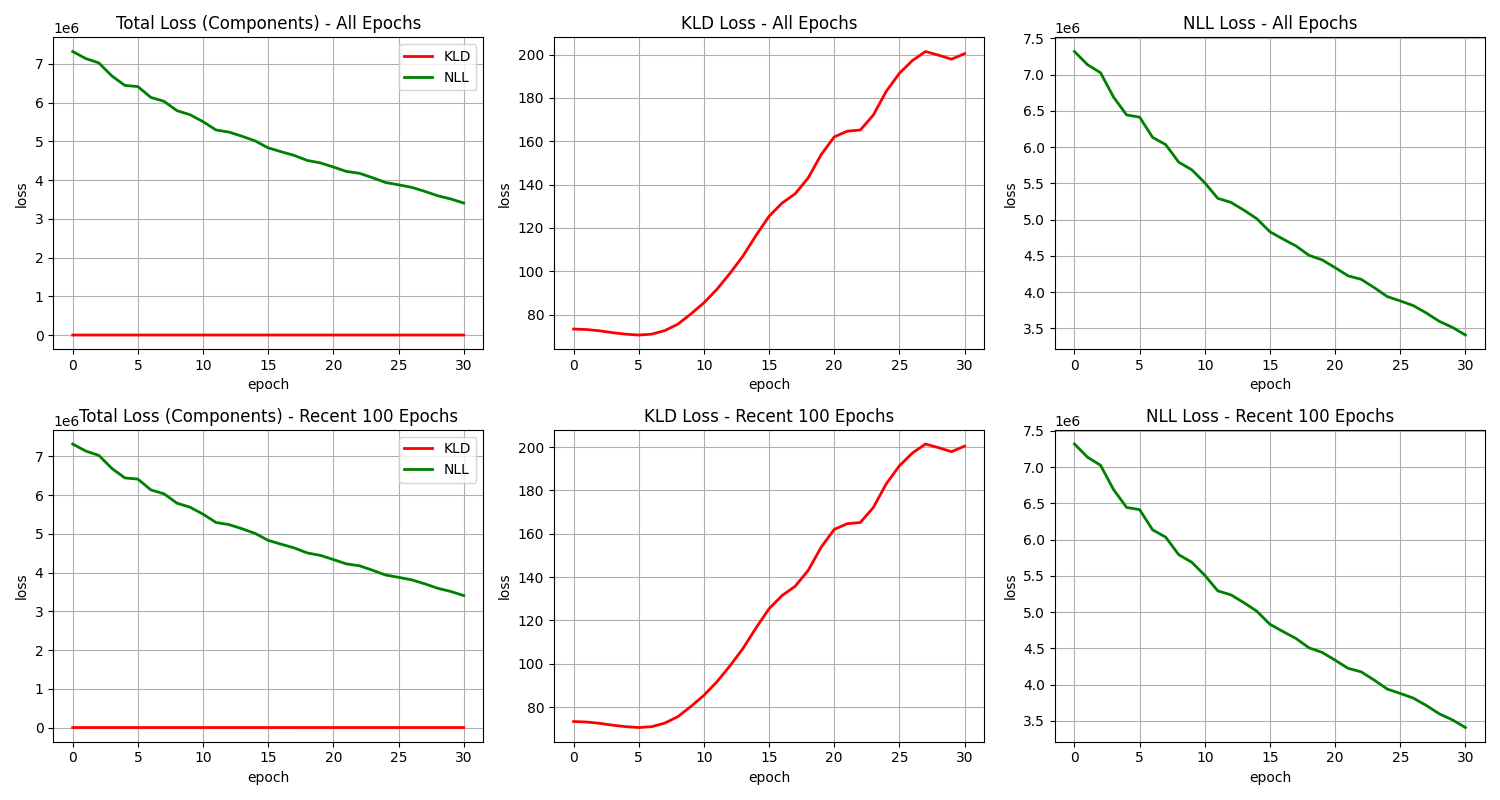 Total Loss (Components) - All Epochs
1e6
7
6
5
4
3
2
1
0
loss
0 5 10 15 20 25 30
epoch
KLD
NLL
KLD Loss - All Epochs
200
180
160
140
120
100
80
loss
0 5 10 15 20 25 30
epoch
NLL Loss - All Epochs
1e6
7.5
7.0
6.5
6.0
5.5
5.0
4.5
4.0
3.5
loss
0 5 10 15 20 25 30
epoch
Total Loss (Components) - Recent 100 Epochs
1e6
7
6
5
4
3
2
1
0
loss
0 5 10 15 20 25 30
epoch
KLD
NLL
KLD Loss - Recent 100 Epochs
200
180
160
140
120
100
80
loss
0 5 10 15 20 25 30
epoch
NLL Loss - Recent 100 Epochs
1e6
7.5
7.0
6.5
6.0
5.5
5.0
4.5
4.0
3.5
loss
0 5 10 15 20 25 30
epoch